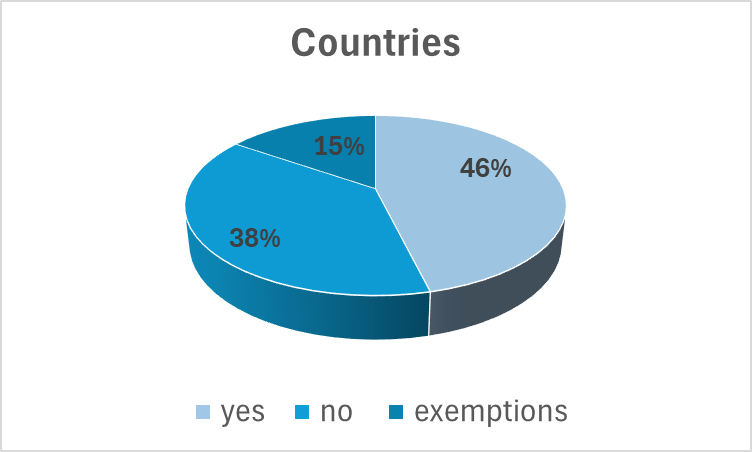 Countries
15%
46%
38%
yes no exemptions